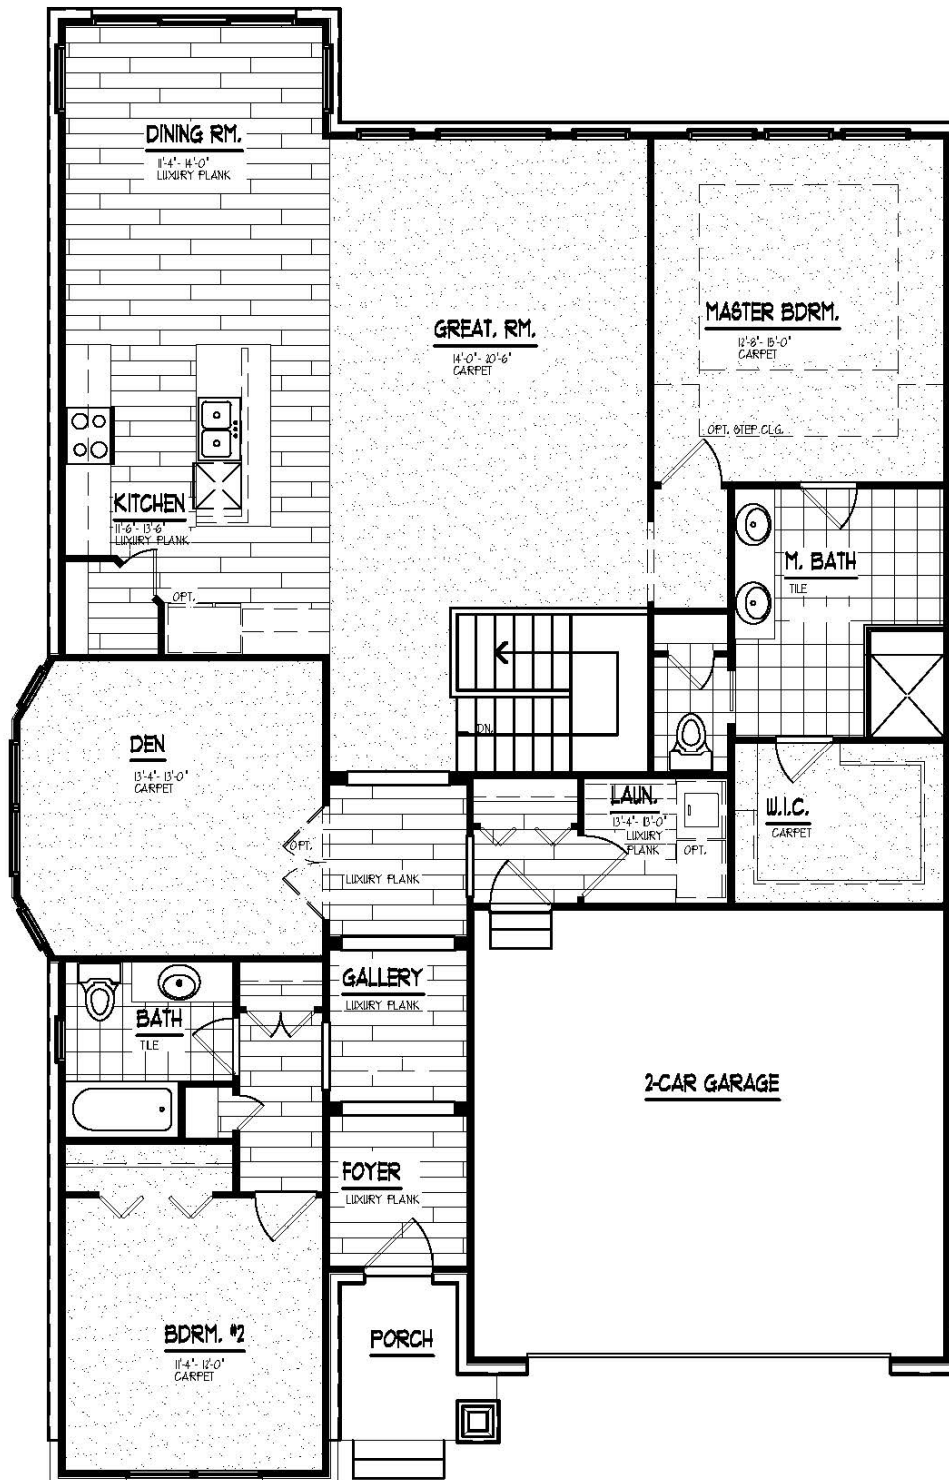 DINING RM.
11'-4"- 14'-0"
LUXURY PLANK
GREAT. RM.
14'-0"- 20'-6"
CARPET
MASTER BDRM.
12'-8"- 15'-0"
CARPET
OPT. STEP CLG.
KITCHEN
11'-6"- 13'-6"
LUXURY PLANK
OPT.
M. BATH
TILE
DN.
DEN
13'-4"- 13'-0"
CARPET
OPT.
LUXURY PLANK
LAUN.
13'-4"- 13'-0"
LUXURY
PLANK
OPT.
W.I.C.
CARPET
GALLERY
LUXURY PLANK
BATH
TILE
2-CAR GARAGE
FOYER
LUXURY PLANK
BDRM. #2
11'-4"- 12'-0"
CARPET
PORCH